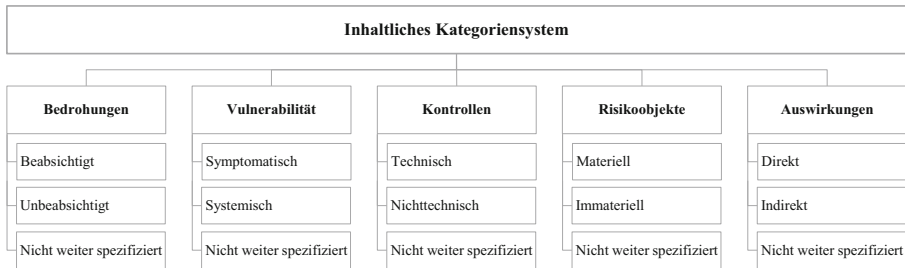 Inhaltliches Kategoriensystem
Bedrohungen
Beabsichtigt
Unbeabsichtigt
Nicht weiter spezifiziert
Vulnerabilität
Symptomatisch
Systemisch
Nicht weiter spezifiziert
Kontrollen
Technisch
Nichttechnisch
Nicht weiter spezifiziert
Risikoobjekte
Materiell
Immateriell
Nicht weiter spezifiziert
Auswirkungen
Direkt
Indirekt
Nicht weiter spezifiziert